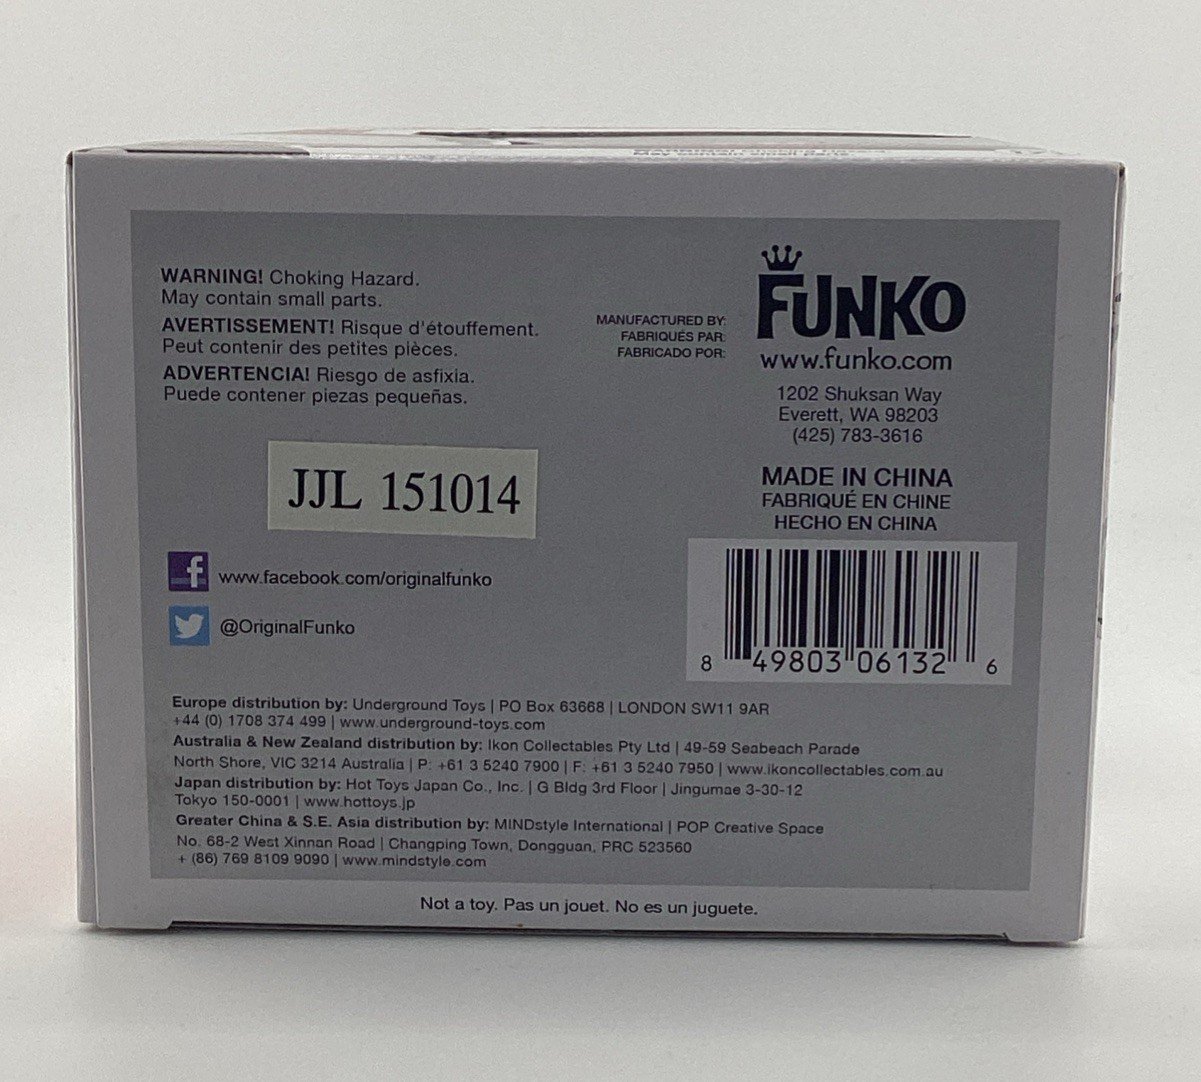 WARNING! Choking Hazard.
May contain small parts.
AVERTISSEMENT! Risque d'étouffement.
Peut contenir des petites pièces.
ADVERTENCIA! Riesgo de asfixia.
Puede contener piezas pequeñas.
MANUFACTURED BY:
FABRIQUÉS PAR:
FABRICADO POR:
FUNKO
www.funko.com
1202 Shuksan Way
Everett, WA 98203
(425) 783-3616
MADE IN CHINA
FABRIQUÉ EN CHINE
HECHO EN CHINA
JJL 151014
f www.facebook.com/originalfunko
@OriginalFunko
8 49803 06132 6
Europe distribution by: Underground Toys | PO Box 63668 | LONDON SW11 9AR
+44 (0) 1708 374 499 | www.underground-toys.com
Australia & New Zealand distribution by: Ikon Collectables Pty Ltd | 49-59 Seabeach Parade
North Shore, VIC 3214 Australia | P: +61 3 5240 7900 | F: +61 3 5240 7950 | www.ikoncollectables.com.au
Japan distribution by: Hot Toys Japan Co., Inc. | G Bldg 3rd Floor | Jingumae 3-30-12
Tokyo 150-0001 | www.hottoys.jp
Greater China & S.E. Asia distribution by: MINDstyle International | POP Creative Space
No. 68-2 West Xinnan Road | Changping Town, Dongguan, PRC 523560
+ (86) 769 8109 9090 | www.mindstyle.com
Not a toy. Pas un jouet. No es un juguete.